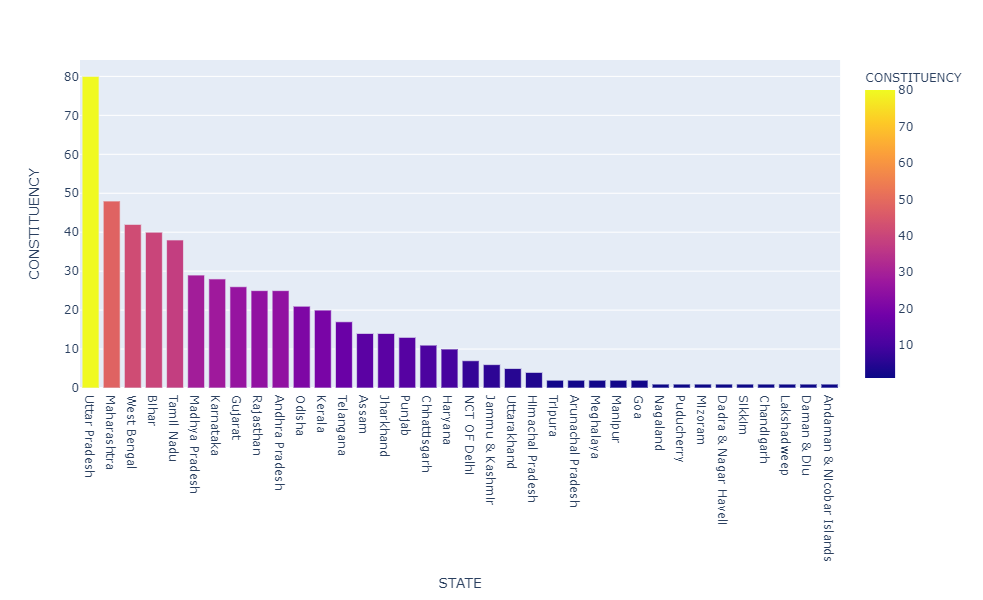 CONSTITUENCY
80
70
60
50
40
30
20
10
0
Uttar Pradesh
Maharashtra
West Bengal
Bihar
Tamil Nadu
Madhya Pradesh
Karnataka
Gujarat
Rajasthan
Andhra Pradesh
Odisha
Kerala
Telangana
Assam
Jharkhand
Punjab
Chhattisgarh
Haryana
NCT OF Delhi
Jammu & Kashmir
Uttarakhand
Himachal Pradesh
Tripura
Arunachal Pradesh
Meghalaya
Manipur
Goa
Nagaland
Puducherry
Mizoram
Dadra & Nagar Haveli
Sikkim
Chandigarh
Lakshadweep
Daman & Diu
Andaman & Nicobar Islands
STATE
CONSTITUENCY
80
70
60
50
40
30
20
10